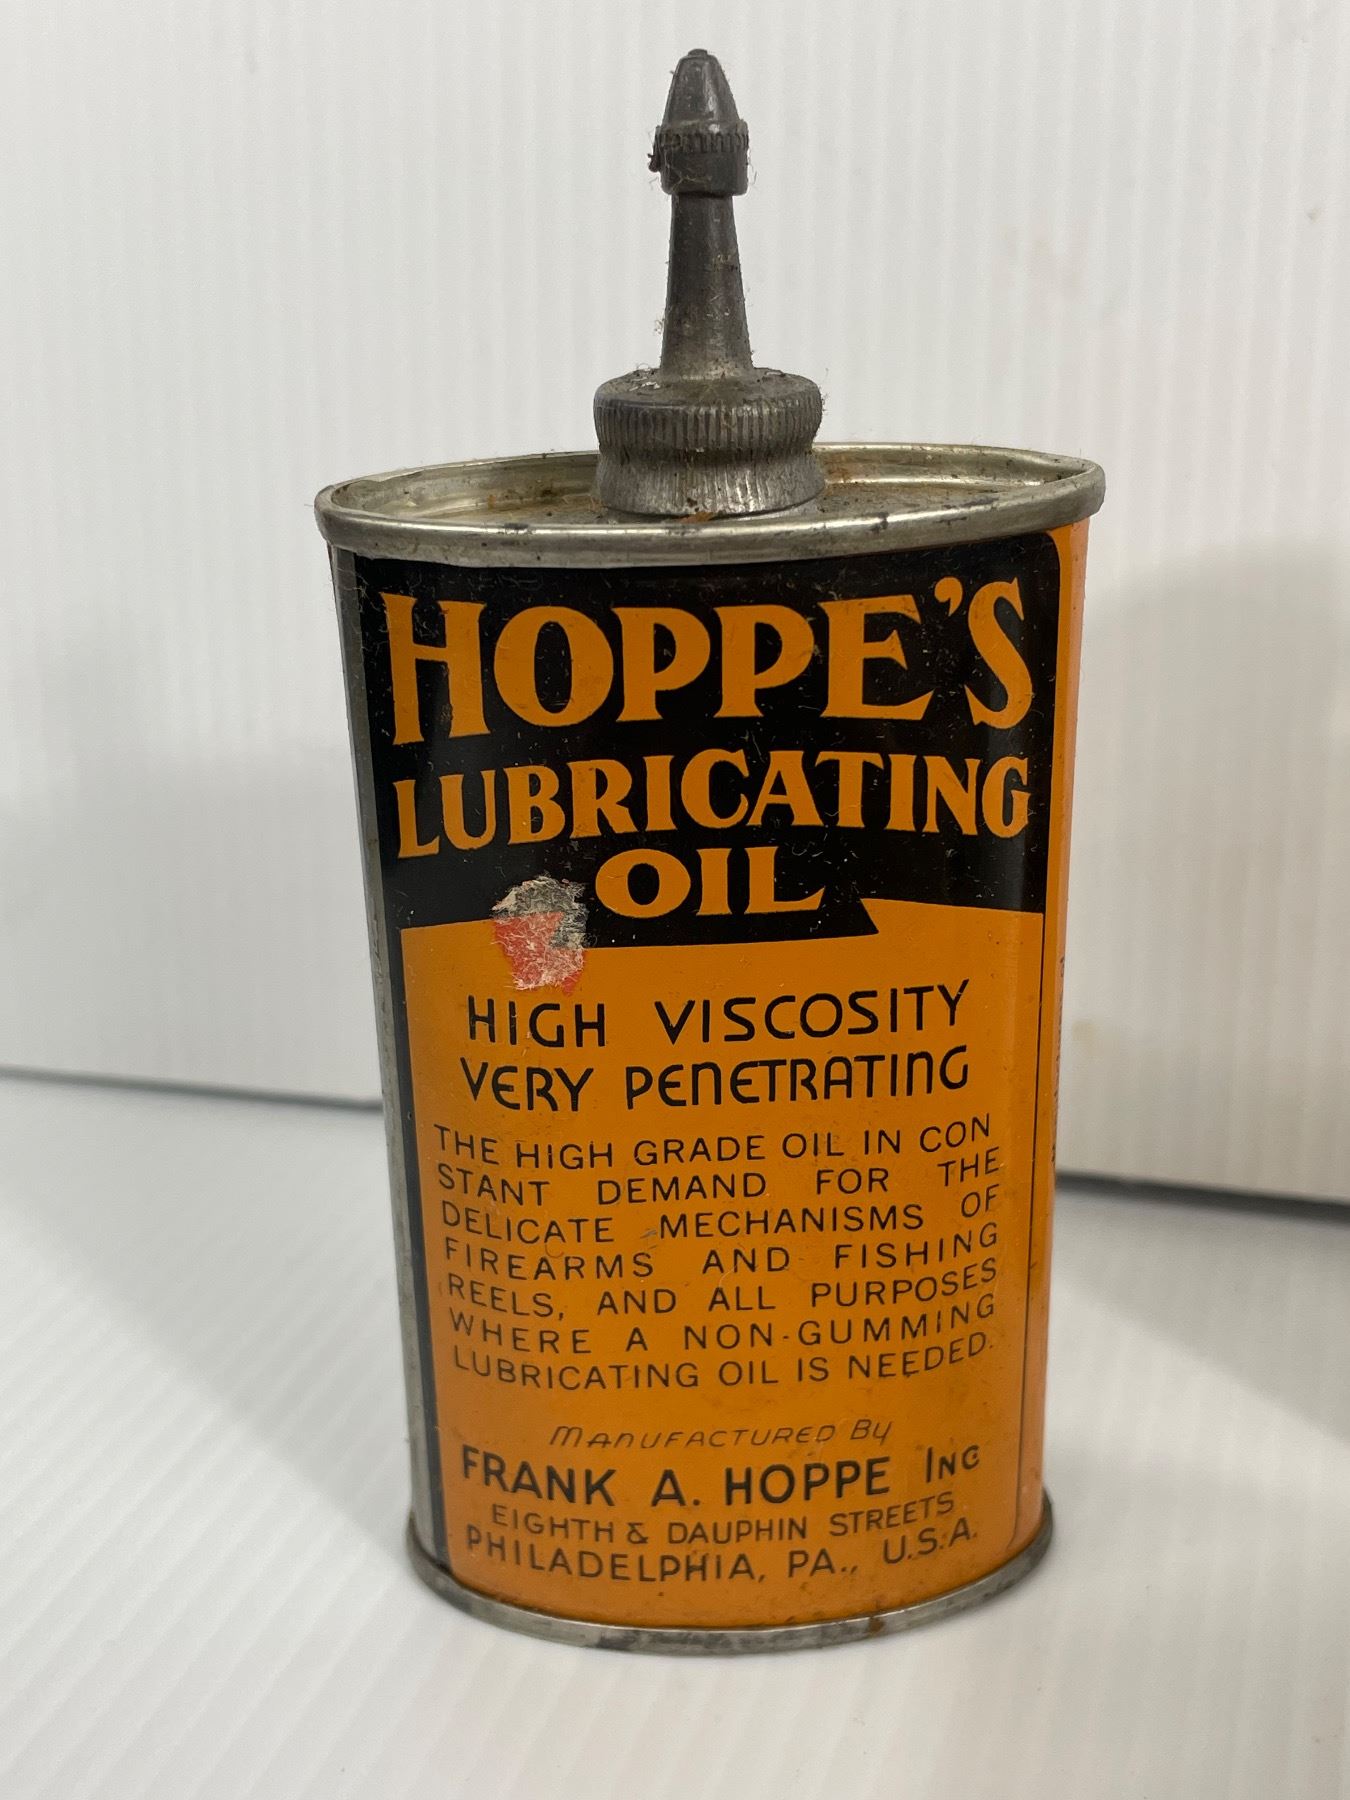 HOPPE'S
LUBRICATING
OIL
HIGH VISCOSITY
VERY PENETRATING
THE HIGH GRADE OIL IN CON
STANT DEMAND FOR THE
DELICATE MECHANISMS OF
FIREARMS AND FISHING
REELS, AND ALL PURPOSES
WHERE A NON-GUMMING
LUBRICATING OIL IS NEEDED.
MANUFACTURED By
FRANK A. HOPPE INC
EIGHTH & DAUPHIN STREETS
PHILADELPHIA, PA., U.S.A.